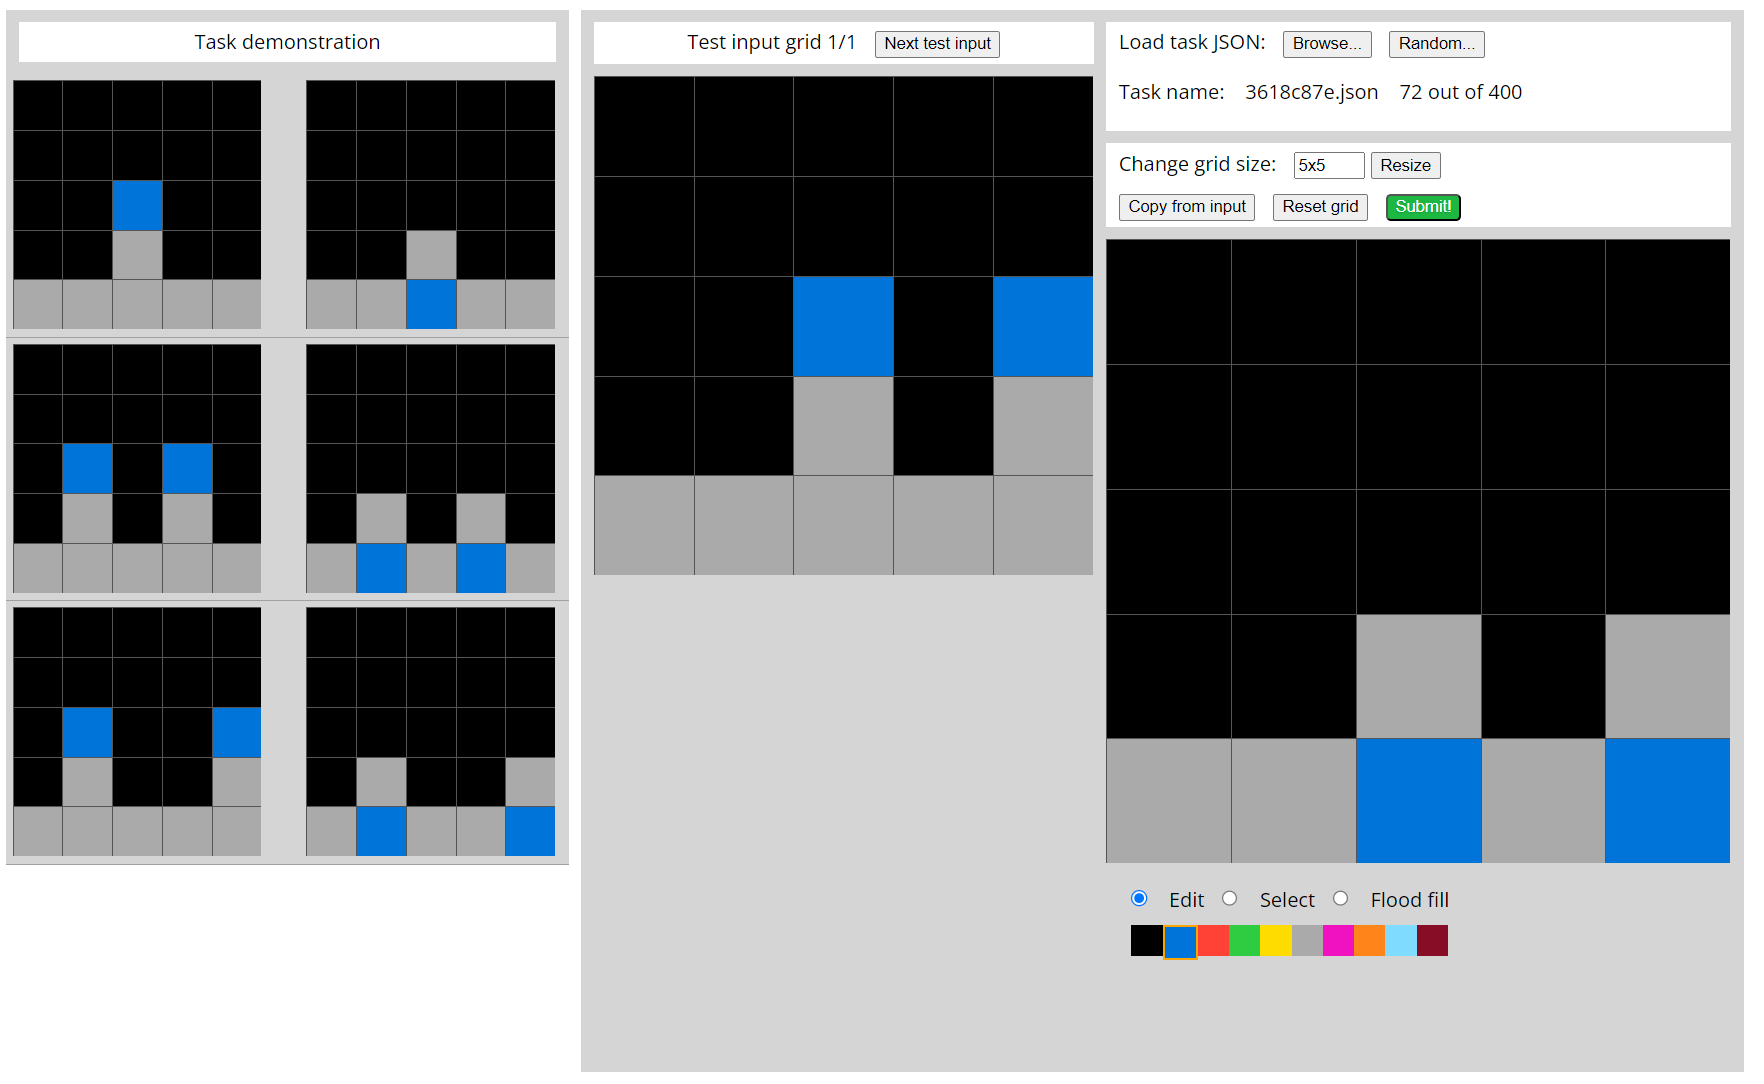 Task demonstration
Test input grid 1/1 Next test input
Load task JSON: Browse... Random...
Task name: 3618c87e.json 72 out of 400
Change grid size: 5x5 Resize
Copy from input Reset grid Submit!
Edit Select Flood fill